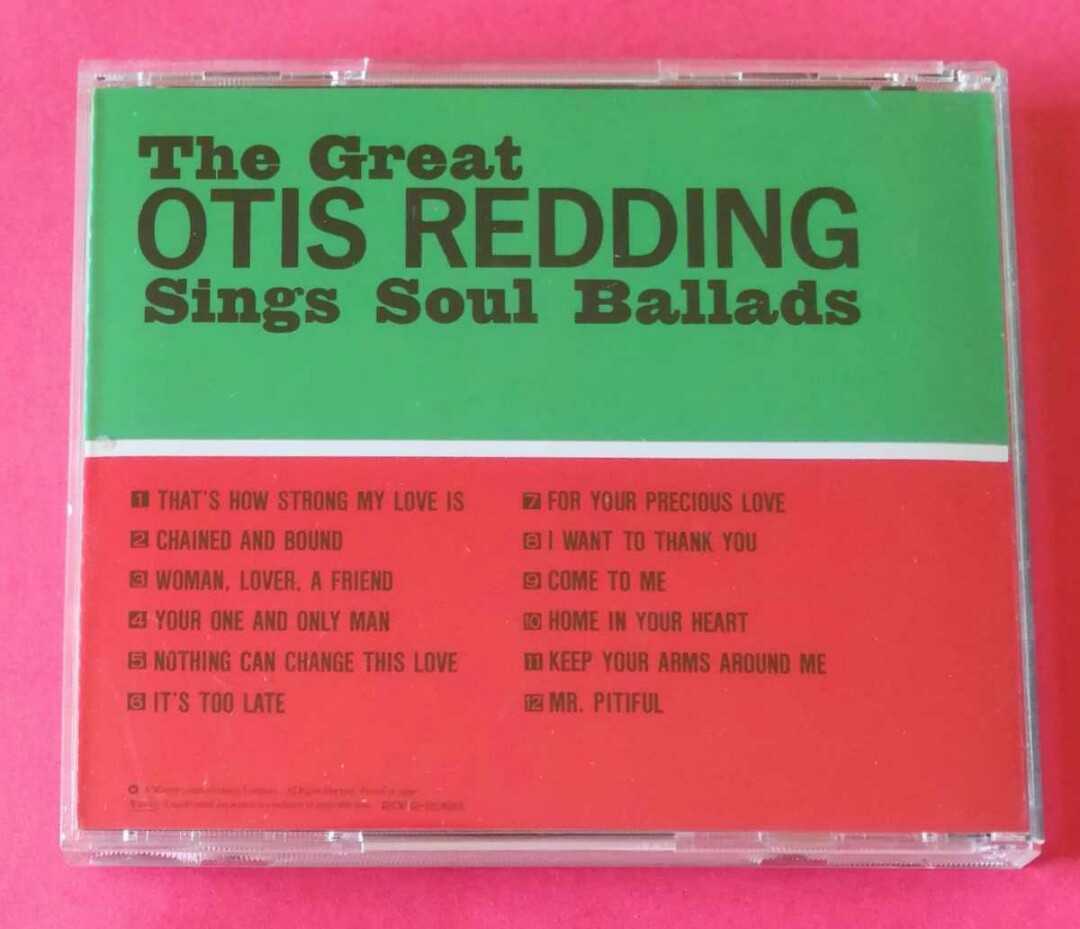 The Great
OTIS REDDING
Sings Soul Ballads
1 THAT'S HOW STRONG MY LOVE IS
2 CHAINED AND BOUND
3 WOMAN, LOVER, A FRIEND
4 YOUR ONE AND ONLY MAN
5 NOTHING CAN CHANGE THIS LOVE
6 IT'S TOO LATE
7 FOR YOUR PRECIOUS LOVE
8 I WANT TO THANK YOU
9 COME TO ME
10 HOME IN YOUR HEART
11 KEEP YOUR ARMS AROUND ME
12 MR. PITIFUL